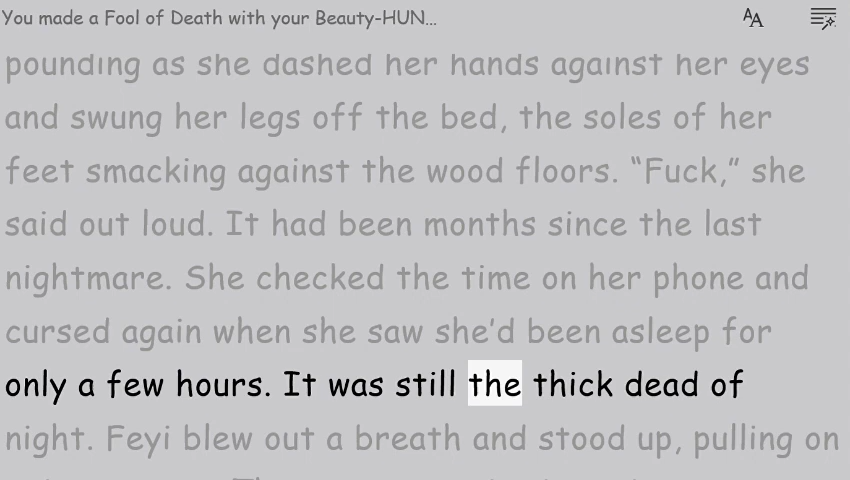 You made a Fool of Death with your Beauty-HUN...
AA
pounding as she dashed her hands against her eyes
and swung her legs off the bed, the soles of her
feet smacking against the wood floors. “Fuck,” she
said out loud. It had been months since the last
nightmare. She checked the time on her phone and
cursed again when she saw she’d been asleep for
only a few hours. It was still the thick dead of
night. Feyi blew out a breath and stood up, pulling on